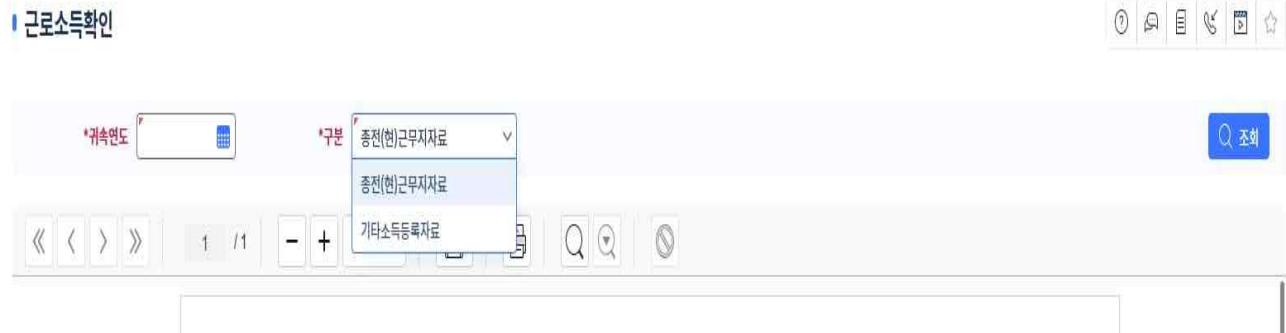 근로소득확인
*귀속연도
*구분 종전(현)근무지자료
조회
종전(현)근무지자료
기타소득등록자료
1 /1